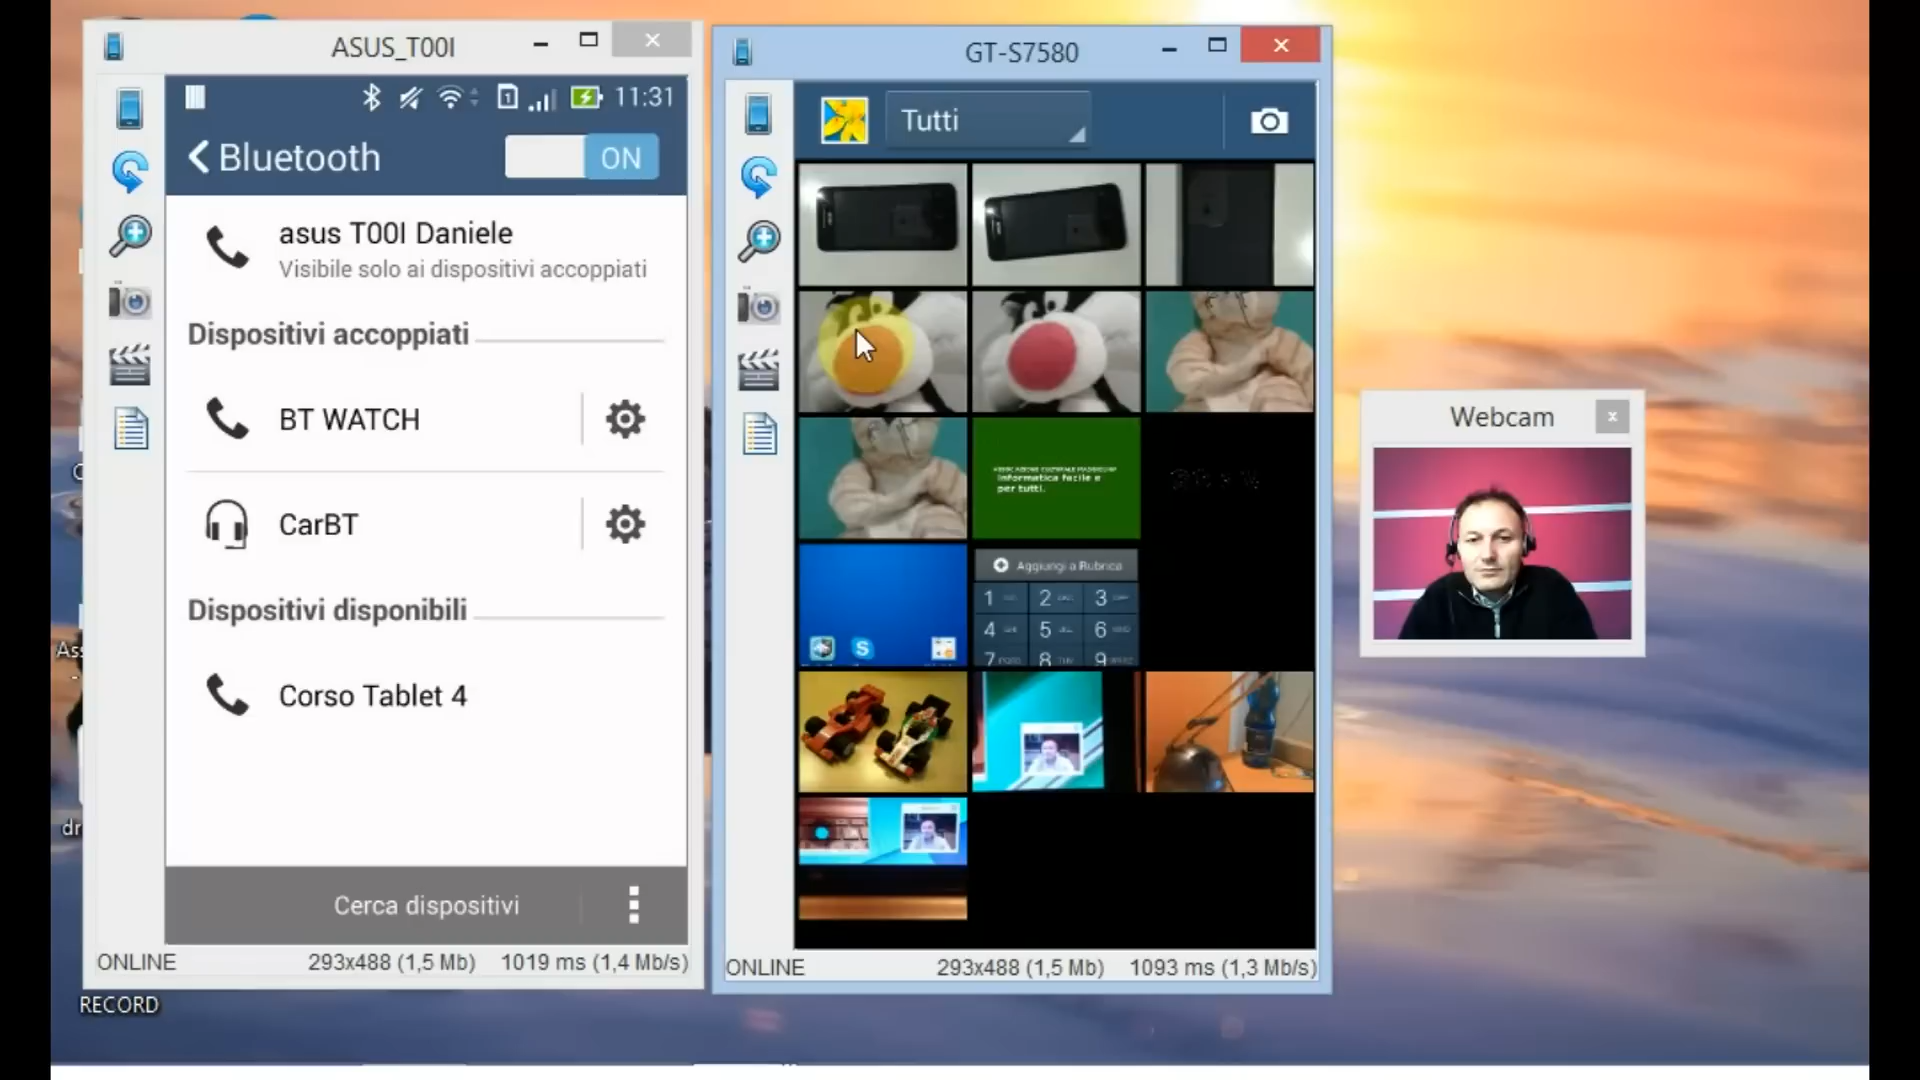 ASUS_T00I
11:31
Bluetooth
ON
asus T00I Daniele
Visibile solo ai dispositivi accoppiati
Dispositivi accoppiati
BT WATCH
CarBT
Dispositivi disponibili
Corso Tablet 4
Cerca dispositivi
ONLINE 293x488 (1,5 Mb) 1019 ms (1,4 Mb/s)
RECORD
GT-S7580
Tutti
Informatica facile e
per tutti.
Aggiungi a Rubrica
1 2 3
4 5 6
7 8 9
ONLINE 293x488 (1,5 Mb) 1093 ms (1,3 Mb/s)
Webcam